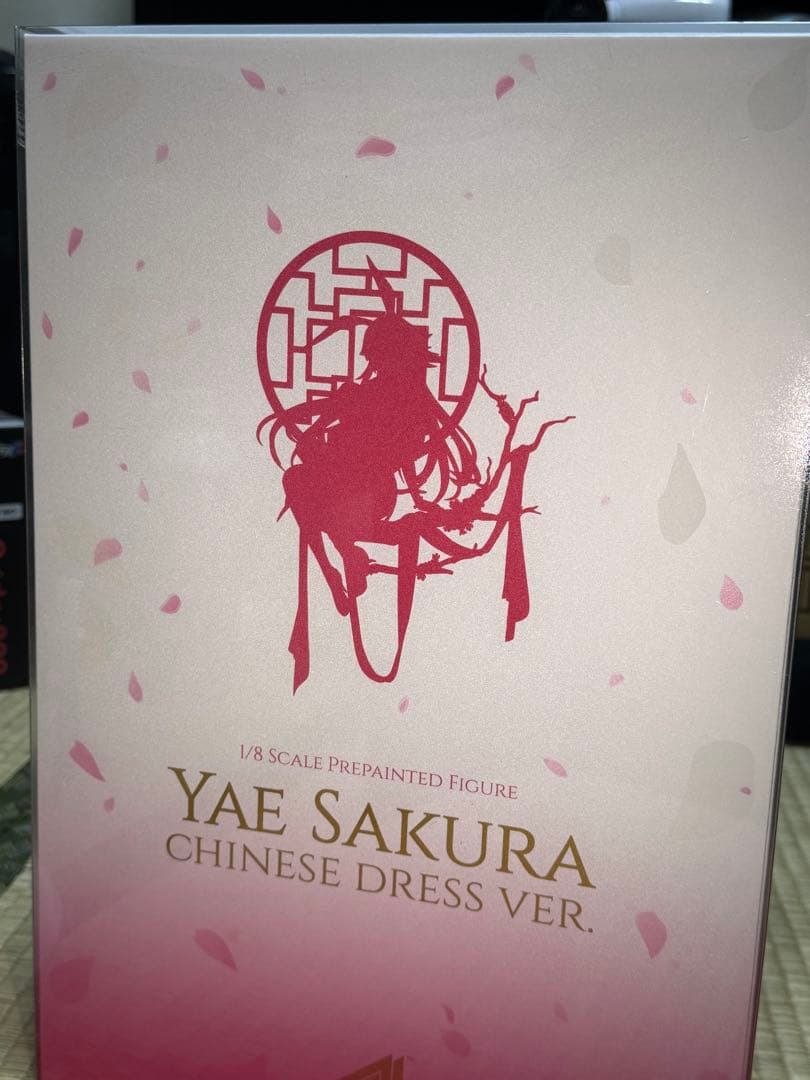 1/8 Scale Prepainted Figure
Yae Sakura
Chinese Dress Ver.